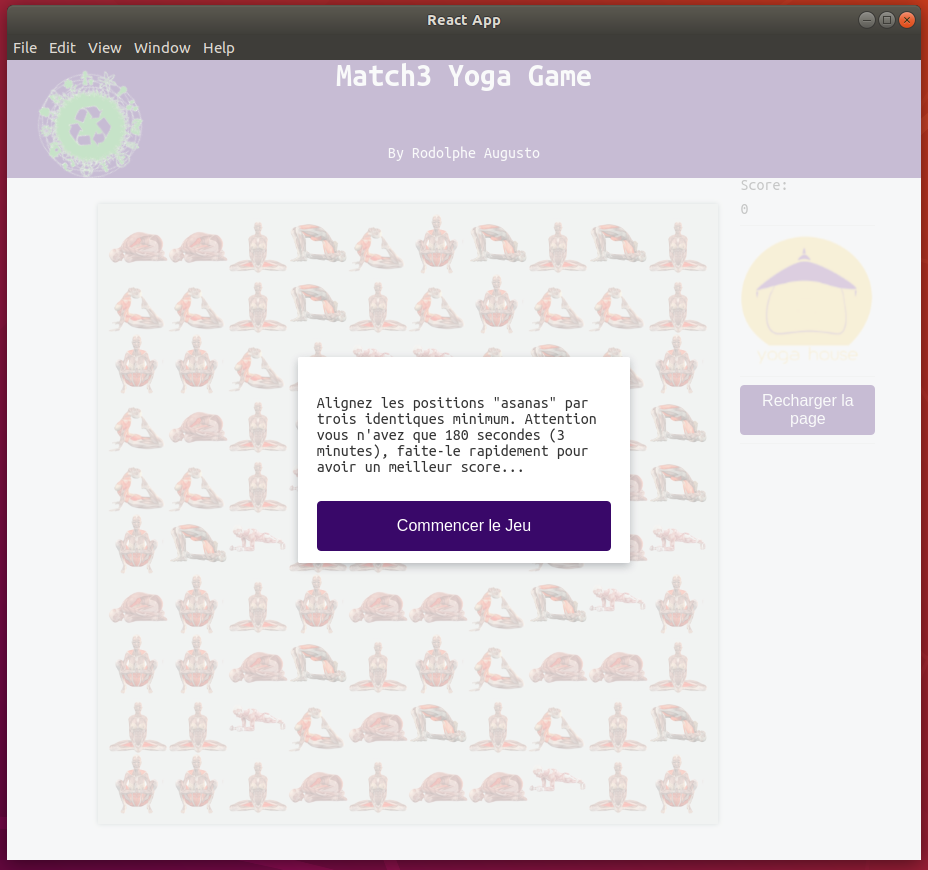 React App
File Edit View Window Help
Match3 Yoga Game
By Rodolphe Augusto
Score:
0
Recharger la
page
Alignez les positions "asanas" par
trois identiques minimum. Attention
vous n'avez que 180 secondes (3
minutes), faite-le rapidement pour
avoir un meilleur score...
Commencer le Jeu